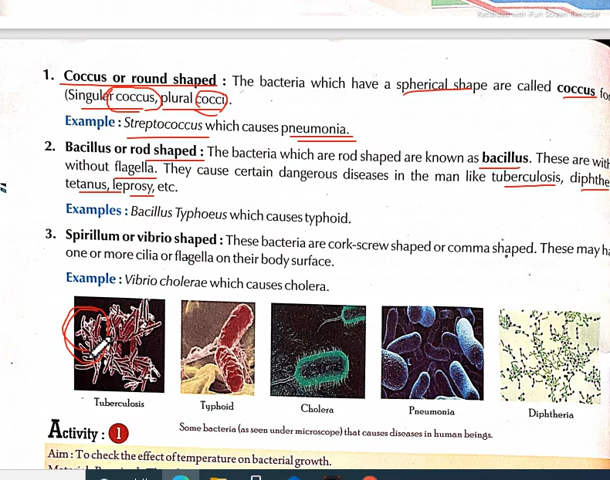 Recorded with iFun Screen Recorder
1. Coccus or round shaped : The bacteria which have a spherical shape are called coccus
(Singuler coccus, plural cocci).
Example : Streptococcus which causes pneumonia.
2. Bacillus or rod shaped : The bacteria which are rod shaped are known as bacillus. These are
without flagella. They cause certain dangerous diseases in the man like tuberculosis,
tetanus, leprosy, etc.
Examples : Bacillus Typhoeus which causes typhoid.
3. Spirillum or vibrio shaped : These bacteria are cork-screw shaped or comma shaped. These may
one or more cilia or flagella on their body surface.
Example : Vibrio cholerae which causes cholera.
Tuberculosis
Typhoid
Cholera
Pneumonia
Diphtheria
Activity : 1
Some bacteria (as seen under microscope) that causes diseases in human beings.
Aim : To check the effect of temperature on bacterial growth.